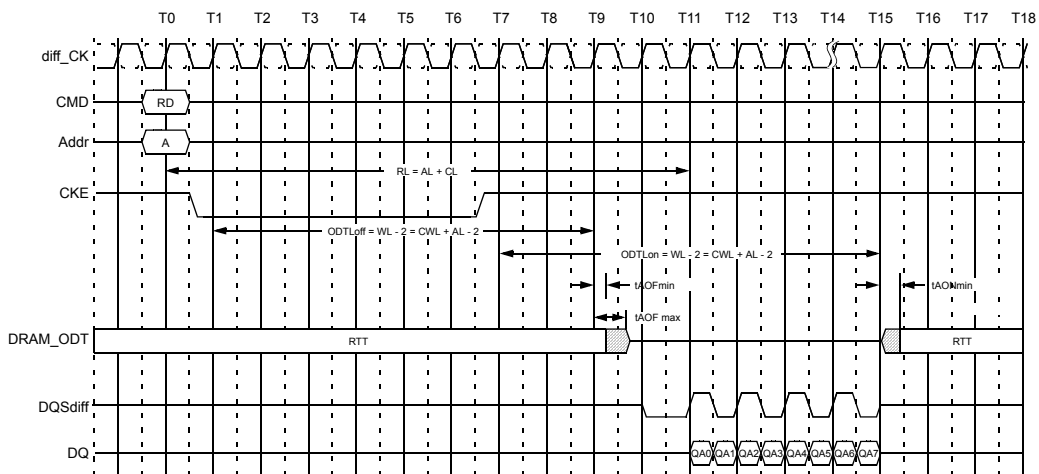 T0 T1 T2 T3 T4 T5 T6 T7 T8 T9 T10 T11 T12 T13 T14 T15 T16 T17 T18
diff_CK
CMD RD
Addr A
RL = AL + CL
CKE
ODTLoff = WL - 2 = CWL + AL - 2
ODTLon = WL - 2 = CWL + AL - 2
tAOFmin tAONmin
tAOF max
DRAM_ODT RTT RTT
DQSdiff
DQ QA0 QA1 QA2 QA3 QA4 QA5 QA6 QA7